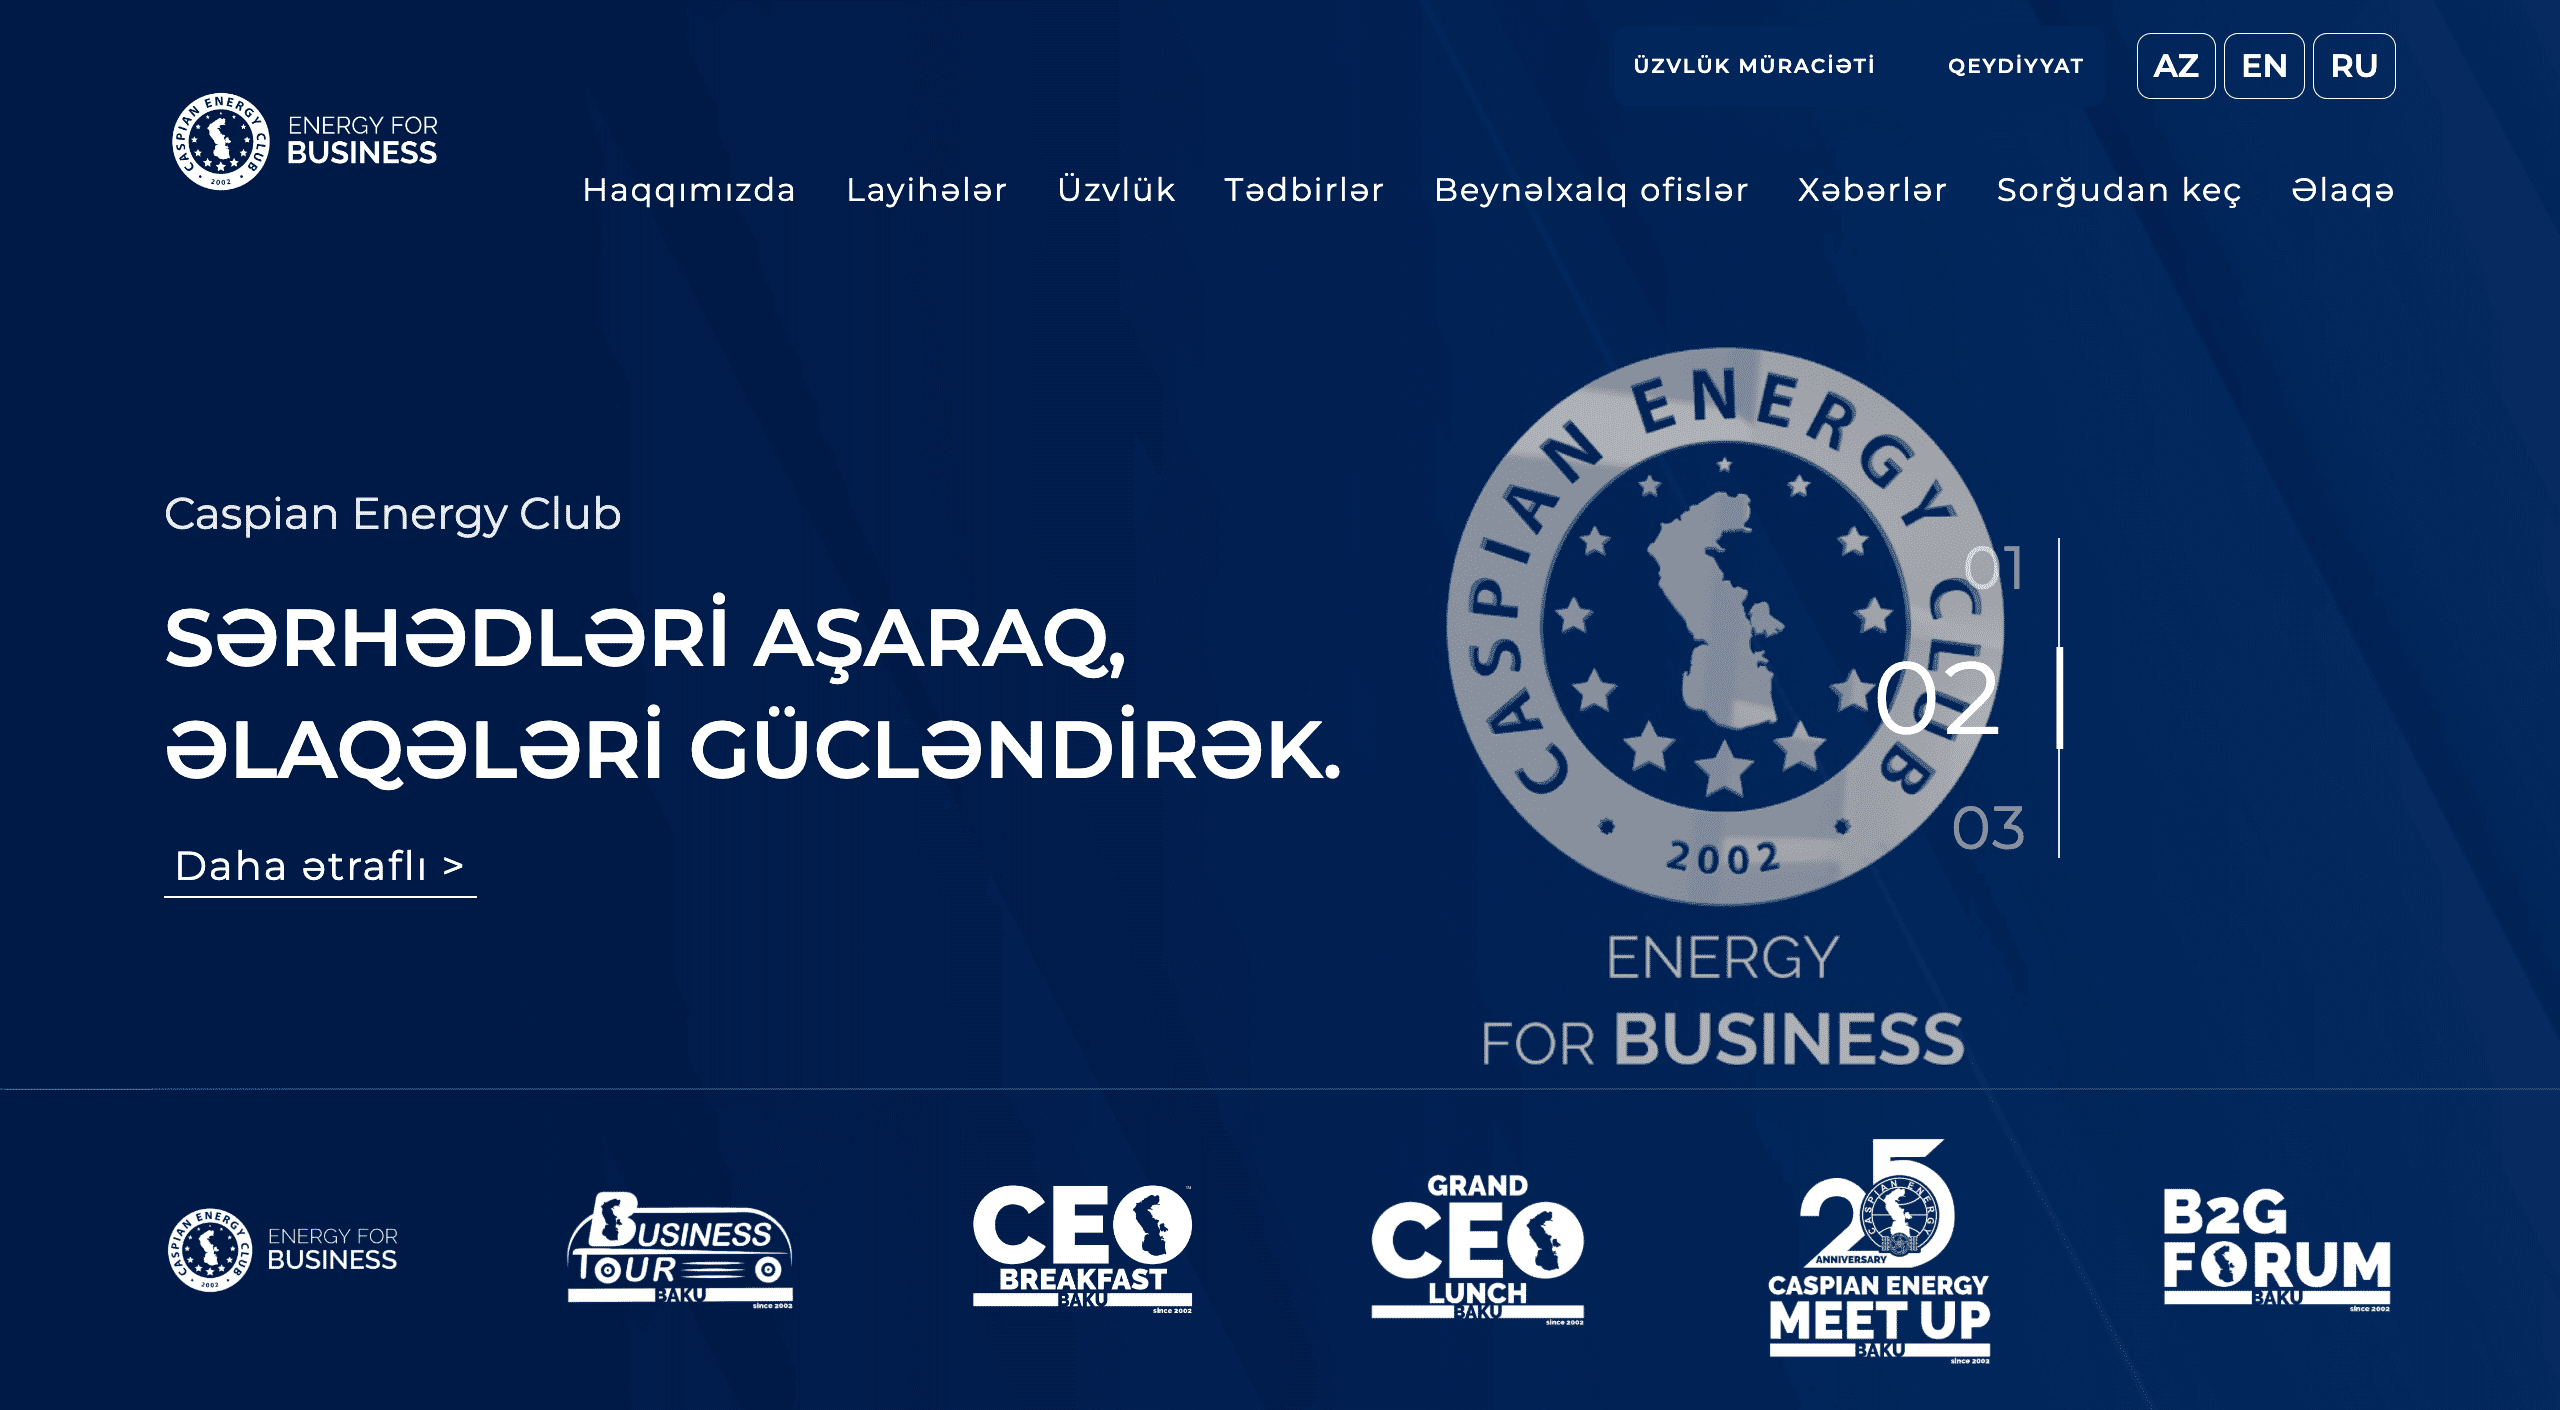 ÜZVLÜK MÜRACİƏTİ QEYDİYYAT AZ EN RU
CASPIAN ENERGY CLUB
2002
ENERGY FOR
BUSINESS
Haqqımızda Layihələr Üzvlük Tədbirlər Beynəlxalq ofislər Xəbərlər Sorğudan keç Əlaqə
Caspian Energy Club
SƏRHƏDLƏRİ AŞARAQ,
ƏLAQƏLƏRİ GÜCLƏNDİRƏK.
Daha ətraflı >
CASPIAN ENERGY CLUB
2002
ENERGY
FOR BUSINESS
01
02
03
CASPIAN ENERGY CLUB
2002
ENERGY FOR
BUSINESS
BUSINESS
TOUR
BAKU
since 2002
CEO
™
BREAKFAST
BAKU
since 2002
GRAND
CEO
LUNCH
BAKU
since 2002
25
CASPIAN ENERGY
ANNIVERSARY
CASPIAN ENERGY
MEET UP
BAKU
since 2002
B2G
FORUM
BAKU
since 2002